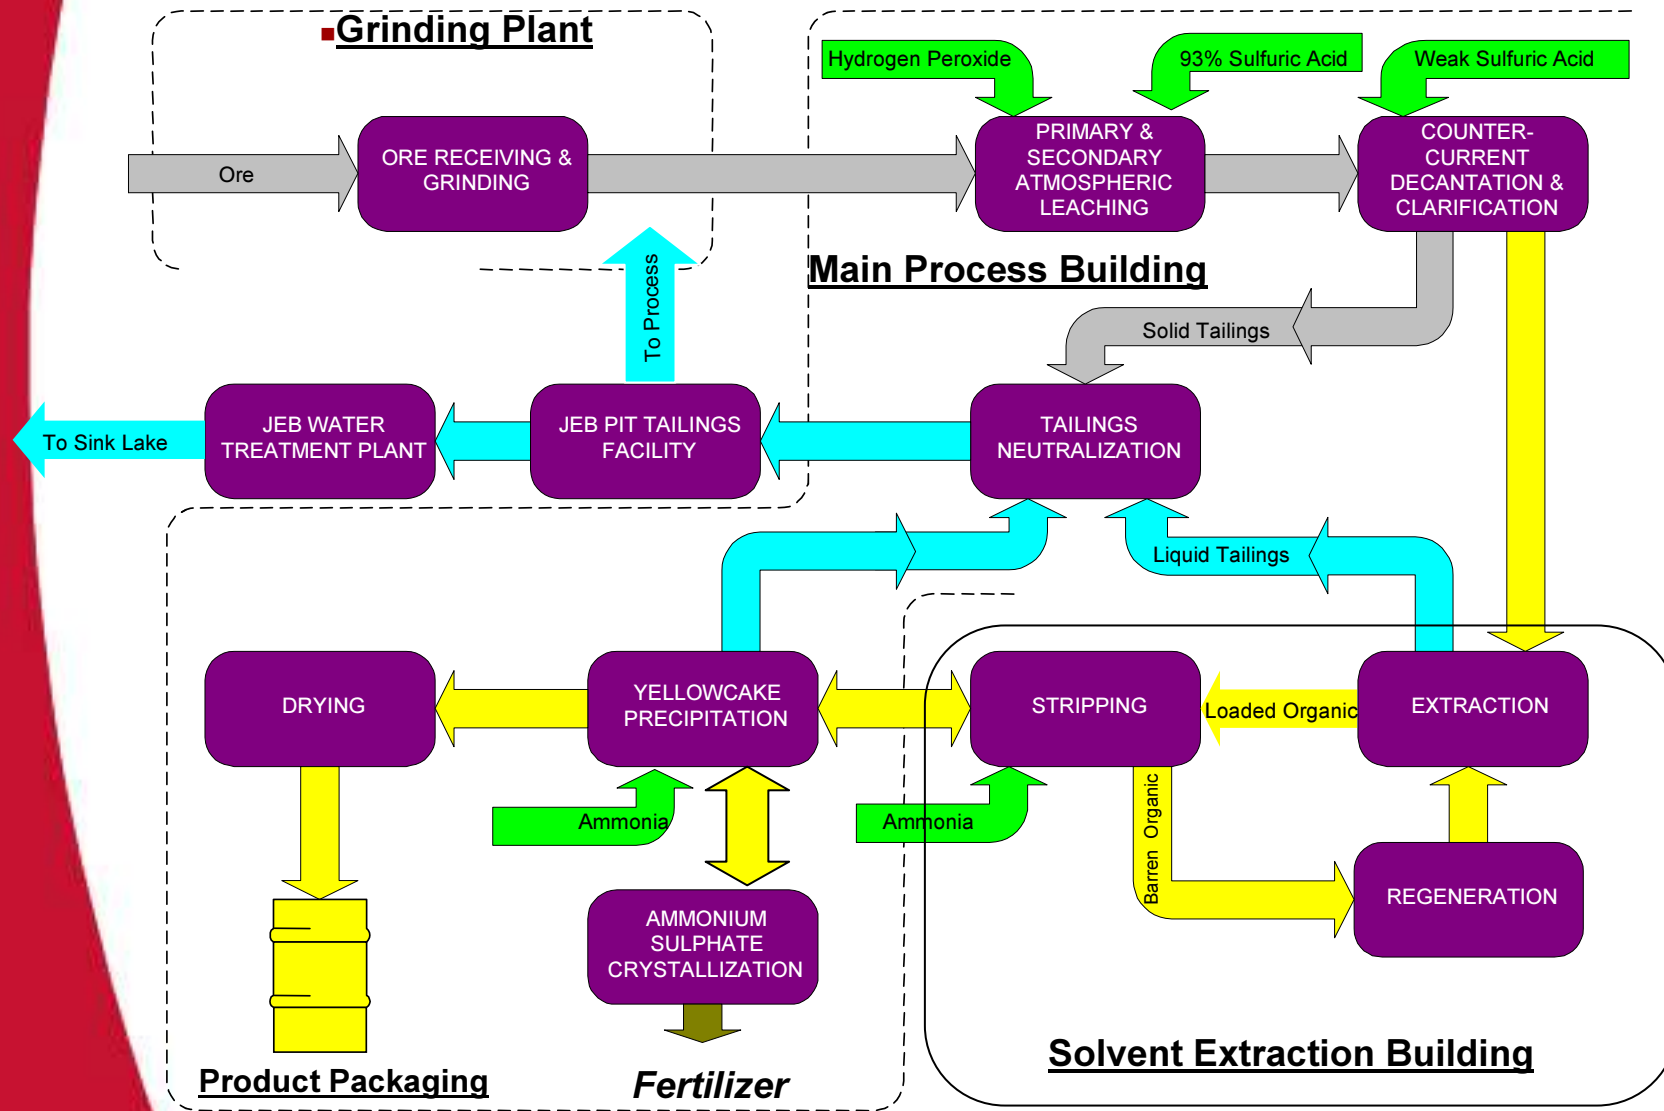 Grinding Plant
Hydrogen Peroxide
93% Sulfuric Acid
Weak Sulfuric Acid
Ore
ORE RECEIVING &
GRINDING
PRIMARY &
SECONDARY
ATMOSPHERIC
LEACHING
COUNTER-
CURRENT
DECANTATION &
CLARIFICATION
To Process
Main Process Building
Solid Tailings
To Sink Lake
JEB WATER
TREATMENT PLANT
JEB PIT TAILINGS
FACILITY
TAILINGS
NEUTRALIZATION
Liquid Tailings
DRYING
YELLOWCAKE
PRECIPITATION
STRIPPING
Loaded Organic
EXTRACTION
Ammonia
Ammonia
Barren Organic
REGENERATION
AMMONIUM
SULPHATE
CRYSTALLIZATION
Product Packaging
Fertilizer
Solvent Extraction Building